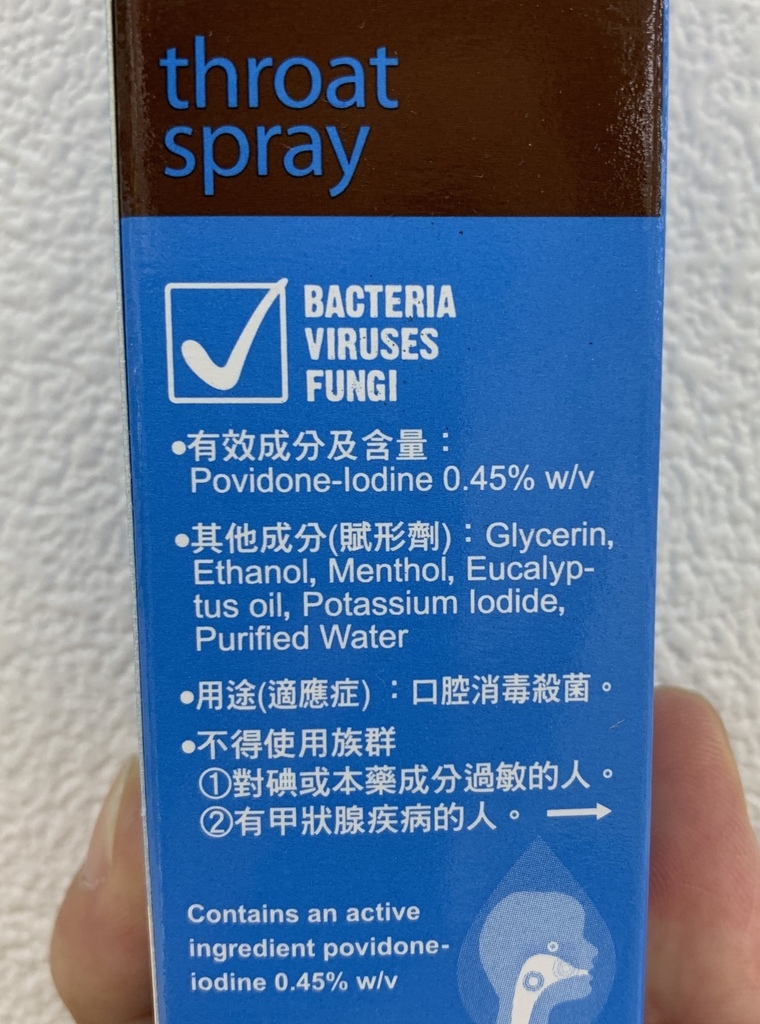 throat
spray
BACTERIA
VIRUSES
FUNGI
•有效成分及含量：
Povidone-Iodine 0.45% w/v
•其他成分(賦形劑)：Glycerin,
Ethanol, Menthol, Eucalyp-
tus oil, Potassium Iodide,
Purified Water
•用途(適應症)：口腔消毒殺菌。
•不得使用族群
①對碘或本藥成分過敏的人。
②有甲狀腺疾病的人。→
Contains an active
ingredient povidone-
iodine 0.45% w/v